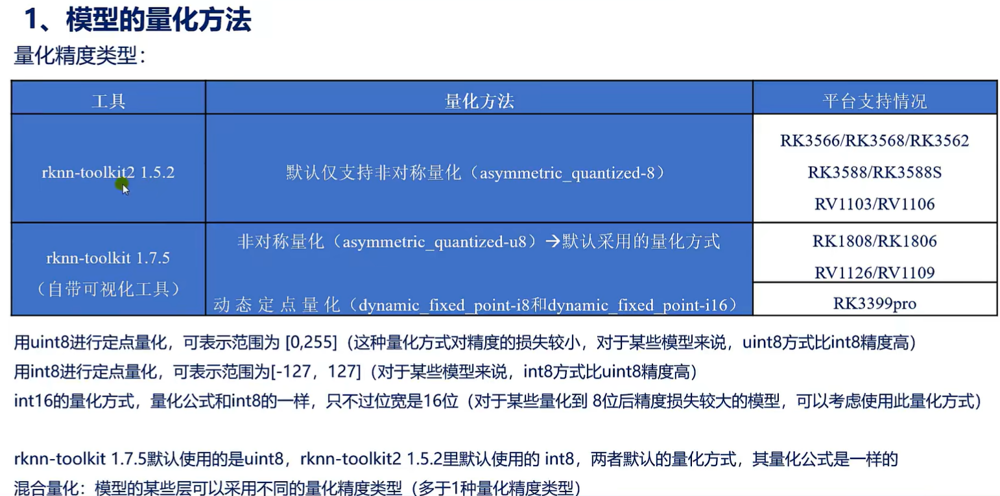 1、模型的量化方法
量化精度类型：
工具 量化方法 平台支持情况
rknn-toolkit2 1.5.2
默认仅支持非对称量化（asymmetric_quantized-8）
RK3566/RK3568/RK3562
RK3588/RK3588S
RV1103/RV1106
rknn-toolkit 1.7.5
（自带可视化工具）
非对称量化（asymmetric_quantized-u8）→默认采用的量化方式
动态定点量化（dynamic_fixed_point-i8和dynamic_fixed_point-i16）
RK1808/RK1806
RV1126/RV1109
RK3399pro
用uint8进行定点量化，可表示范围为 [0,255]（这种量化方式对精度的损失较小，对于某些模型来说，uint8方式比int8精度高）
用int8进行定点量化，可表示范围为[-127，127]（对于某些模型来说，int8方式比uint8精度高）
int16的量化方式，量化公式和int8的一样，只不过位宽是16位（对于某些量化到 8位后精度损失较大的模型，可以考虑使用此量化方式）
rknn-toolkit 1.7.5默认使用的是uint8，rknn-toolkit2 1.5.2里默认使用的 int8，两者默认的量化方式，其量化公式是一样的
混合量化：模型的某些层可以采用不同的量化精度类型（多于1种量化精度类型）